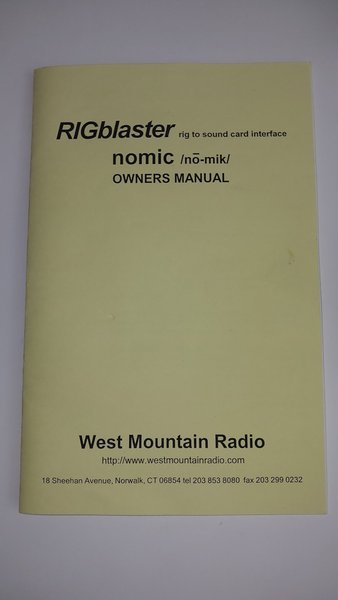 RIGblaster rig to sound card interface
nomic /nō-mik/
OWNERS MANUAL
West Mountain Radio
http://www.westmountainradio.com
18 Sheehan Avenue, Norwalk, CT 06854 tel 203 853 8080 fax 203 299 0232